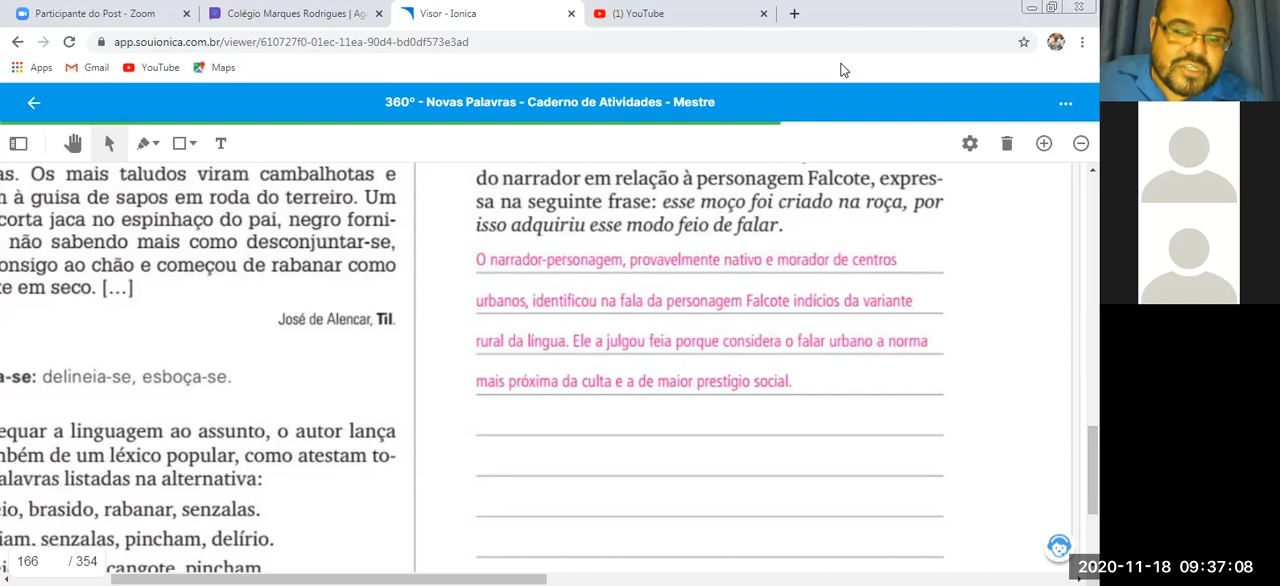 Participante do Post - Zoom
Colégio Marques Rodrigues | Ag
Visor - Ionica
(1) YouTube
app.souionica.com.br/viewer/610727f0-01ec-11ea-90d4-bd0df573e3ad
Apps
Gmail
YouTube
Maps
360º - Novas Palavras - Caderno de Atividades - Mestre
T
as. Os mais taludos viram cambalhotas e
à guisa de sapos em roda do terreiro. Um
corta jaca no espinhaço do pai, negro forni-
não sabendo mais como desconjuntar-se,
onsigo ao chão e começou de rabanar como
xe em seco. [...]
José de Alencar, Til.
a-se: delineia-se, esboça-se.
equar a linguagem ao assunto, o autor lança
mbém de um léxico popular, como atestam to-
alavras listadas na alternativa:
eio, brasido, rabanar, senzalas.
iam, senzalas, pincham, delírio.
cangote, pincham
do narrador em relação à personagem Falcote, expres-
sa na seguinte frase: esse moço foi criado na roça, por
isso adquiriu esse modo feio de falar.
O narrador-personagem, provavelmente nativo e morador de centros
urbanos, identificou na fala da personagem Falcote indícios da variante
rural da língua. Ele a julgou feia porque considera o falar urbano a norma
mais próxima da culta e a de maior prestígio social.
166 / 354
2020-11-18 09:37:08